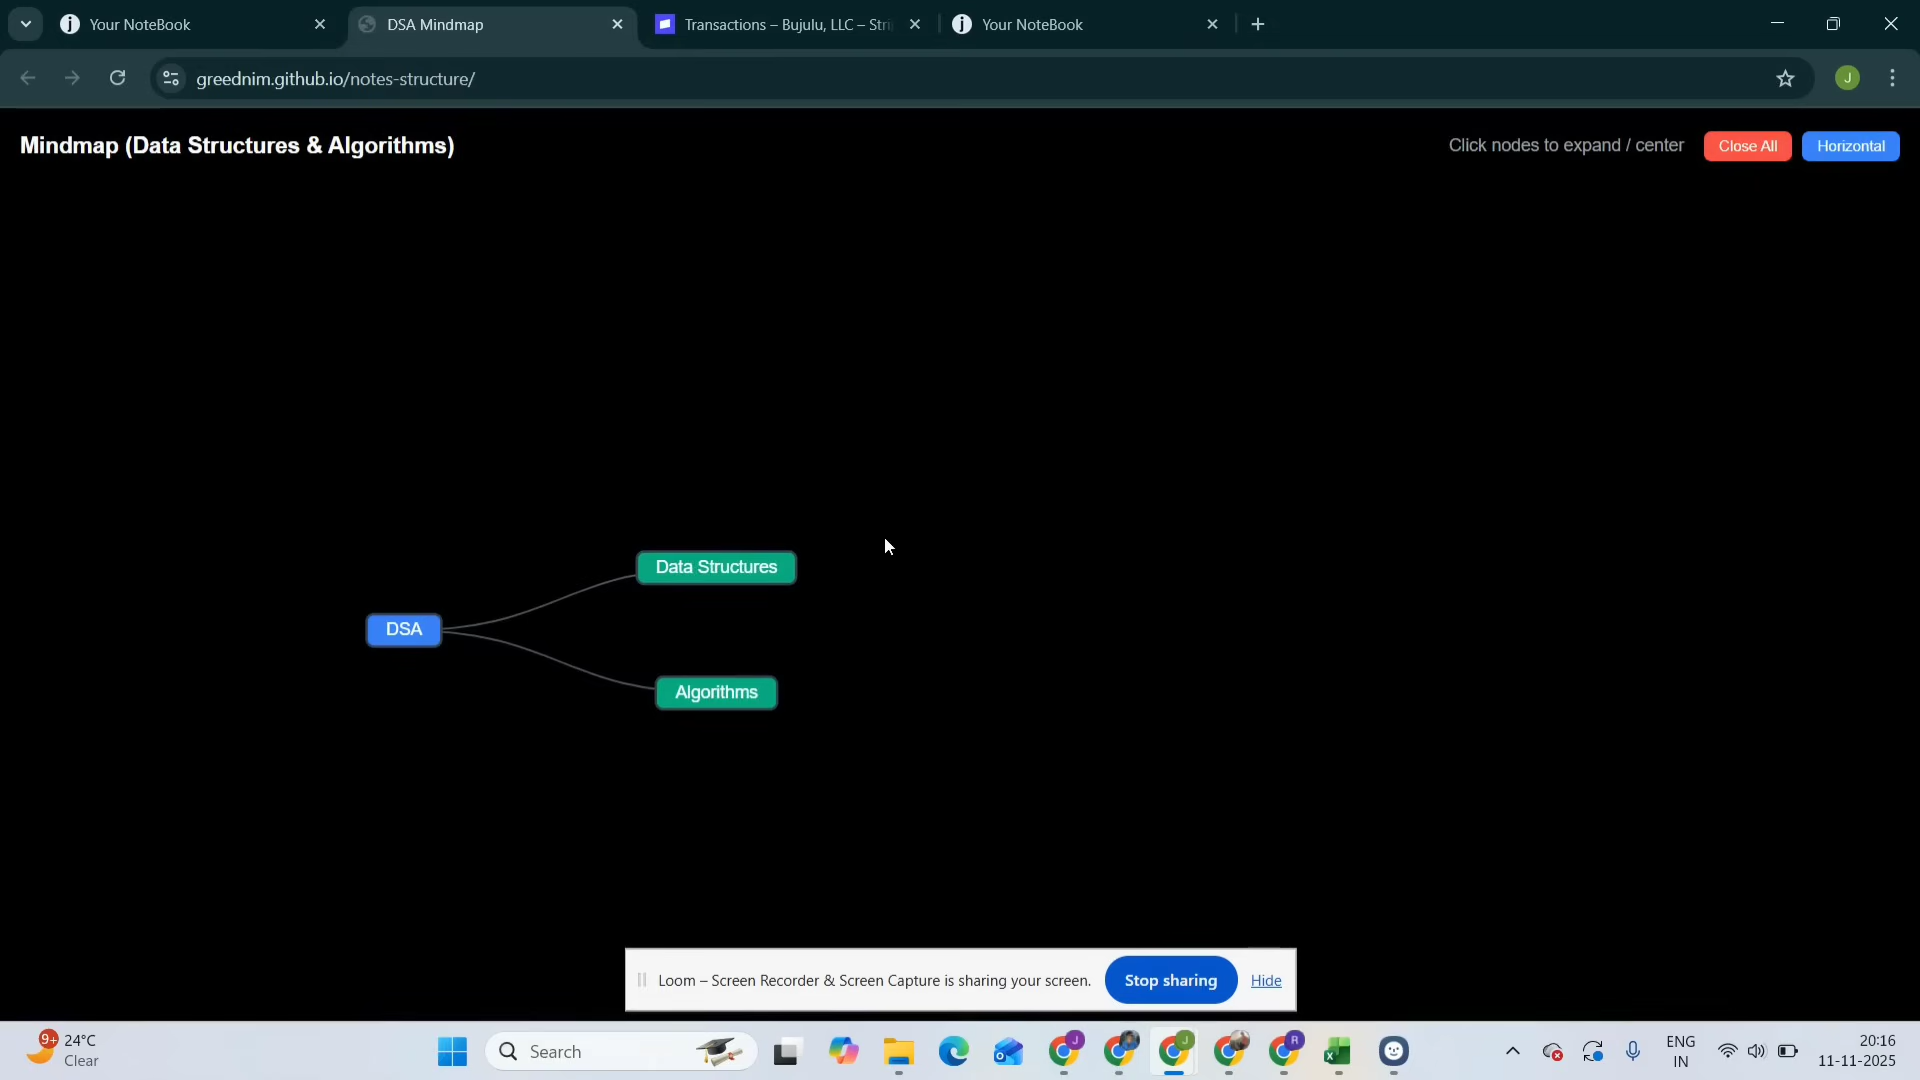 Your NoteBook
DSA Mindmap
Transactions – Bujulu, LLC – Stri
Your NoteBook
greednim.github.io/notes-structure/
J
Mindmap (Data Structures & Algorithms)
Click nodes to expand / center
Close All
Horizontal
Data Structures
DSA
Algorithms
Loom – Screen Recorder & Screen Capture is sharing your screen.
Stop sharing
Hide
9+
24°C
Clear
Search
J
J
R
ENG
IN
20:16
11-11-2025